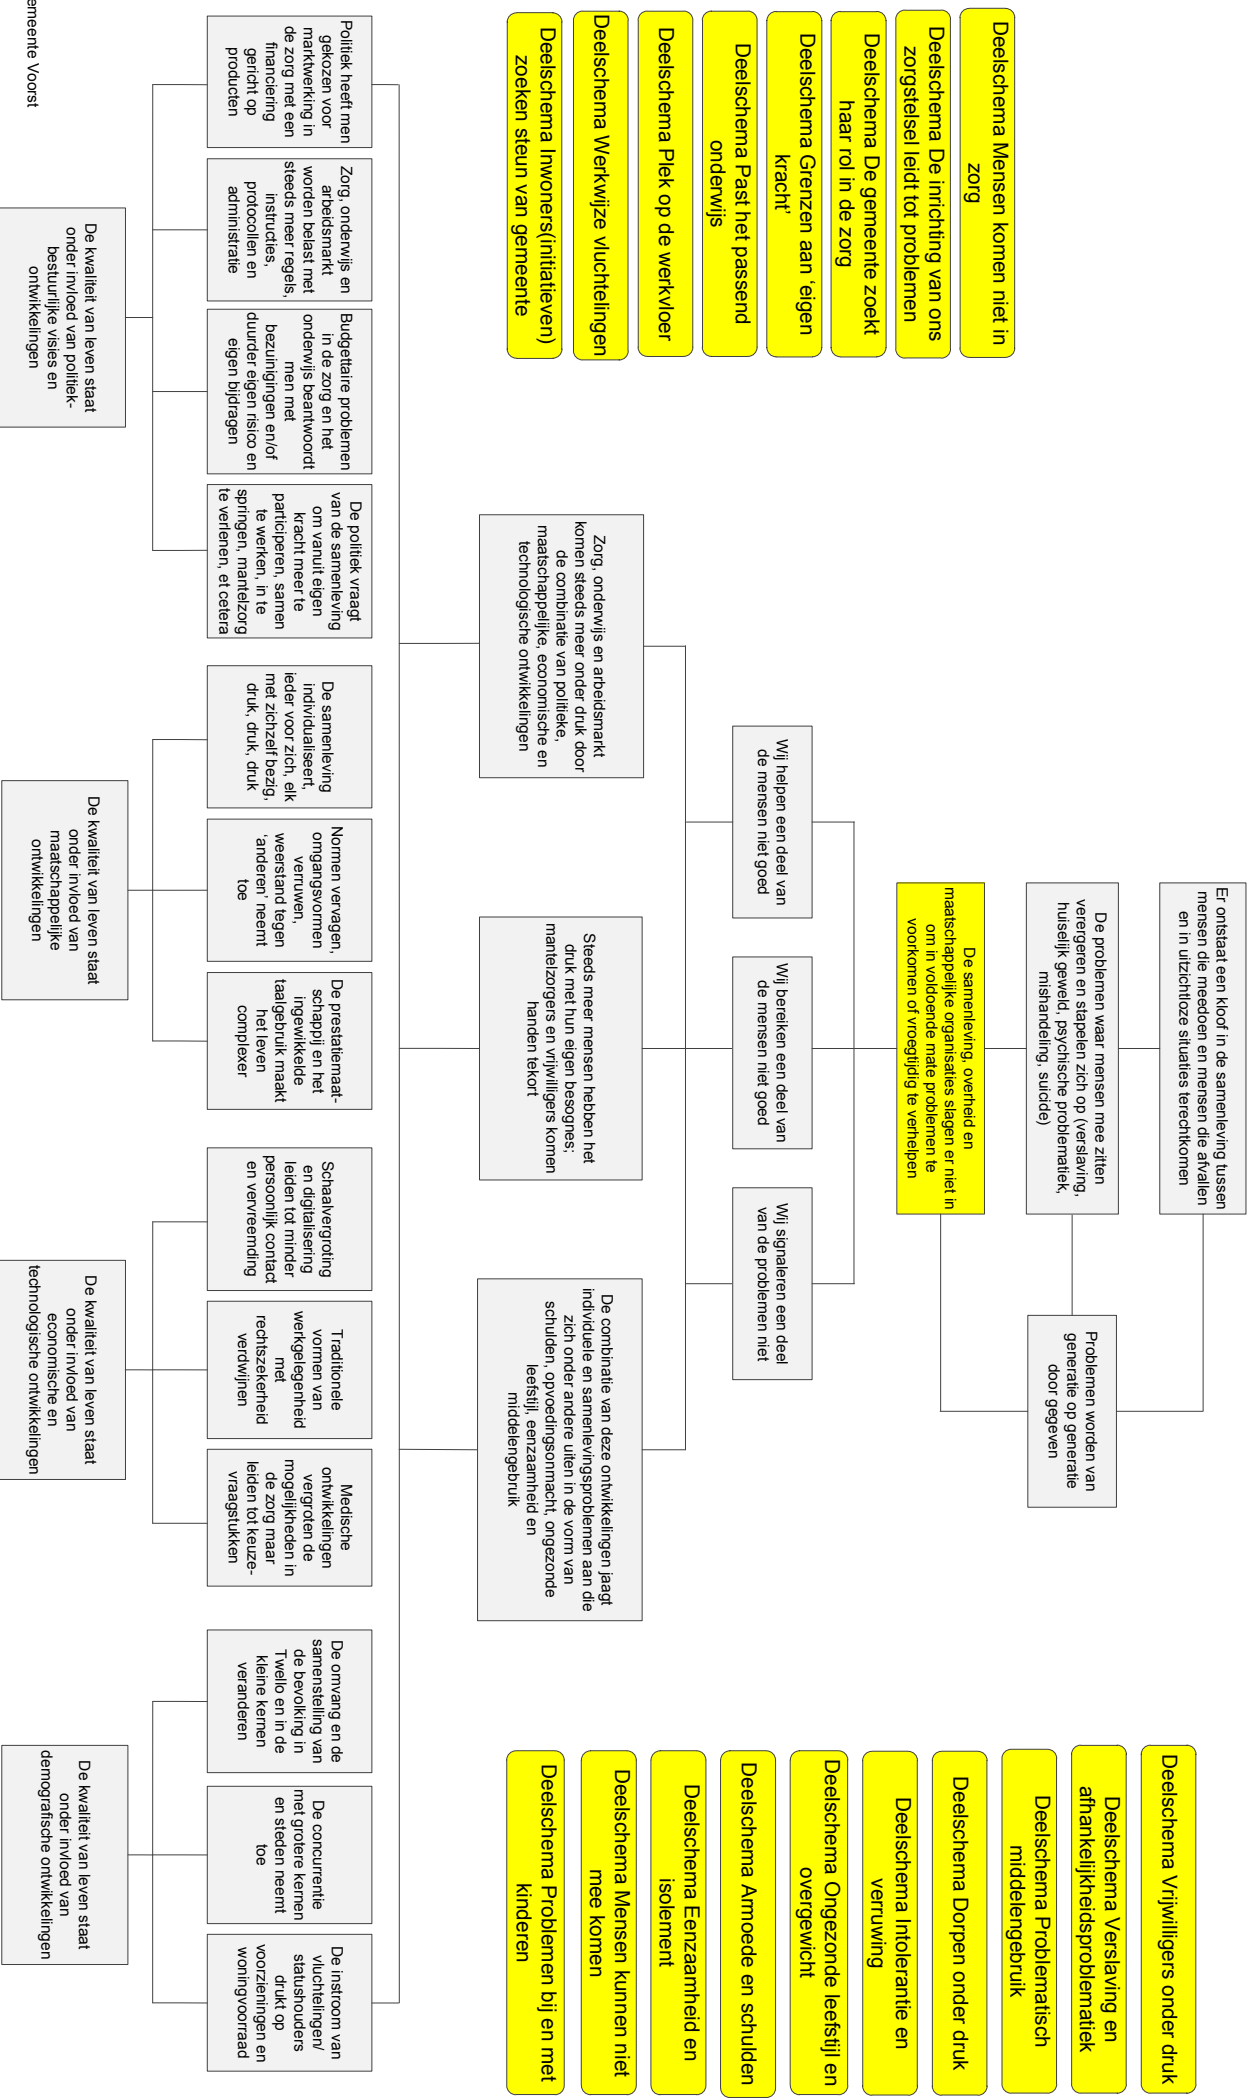 Deelschema Mensen komen niet in
zorg
Deelschema De inrichting van ons
zorgstelsel leidt tot problemen
Deelschema De gemeente zoekt
haar rol in de zorg
Deelschema Grenzen aan ‘eigen
kracht’
Deelschema Past het passend
onderwijs
Deelschema Plek op de werkvloer
Deelschema Werkwijze vluchtelingen
Deelschema Inwoners(initiatieven)
zoeken steun van gemeente
Er ontstaat een kloof in de samenleving tussen
mensen die meedoen en mensen die afvallen
en in uitzichtloze situaties terechtkomen
De problemen waar mensen mee zitten
verergeren en stapelen zich op (verslaving,
huiselijk geweld, psychische problematiek,
mishandeling, suicide)
Problemen worden van
generatie op generatie
door gegeven
De samenleving, overheid en
maatschappelijke organisaties slagen er niet in
om in voldoende mate problemen te
voorkomen of vroegtijdig te verhelpen
Wij helpen een deel van
de mensen niet goed
Wij bereiken een deel van
de mensen niet goed
Wij signaleren een deel
van de problemen niet
Deelschema Vrijwilligers onder druk
Deelschema Verslaving en
afhankelijkheidsproblematiek
Deelschema Problematisch
middelengebruik
Deelschema Dorpen onder druk
Deelschema Intolerantie en
verruwing
Deelschema Ongezonde leefstijl en
overgewicht
Deelschema Armoede en schulden
Deelschema Eenzaamheid en
isolement
Deelschema Mensen kunnen niet
mee komen
Deelschema Problemen bij en met
kinderen
Zorg, onderwijs en arbeidsmarkt
komen steeds meer onder druk door
de combinatie van politieke,
maatschappelijke, economische en
technologische ontwikkelingen
Steeds meer mensen hebben het
druk met hun eigen besognes;
mantelzorgers en vrijwilligers komen
handen tekort
De combinatie van deze ontwikkelingen jaagt
individuele en samenlevingsproblemen aan die
zich onder andere uiten in de vorm van
schulden, opvoedingsonmacht, ongezonde
leefstijl, eenzaamheid en
middelengebruik
Politiek heeft men
gekozen voor
marktwerking in
de zorg met een
financiering
gericht op
producten
Zorg, onderwijs en
arbeidsmarkt
worden belast met
steeds meer regels,
instructies,
protocollen en
administratie
Budgettaire problemen
in de zorg en het
onderwijs beantwoordt
men met
bezuinigingen en/of
duurder eigen risico en
eigen bijdragen
De politiek vraagt
van de samenleving
om vanuit eigen
kracht meer te
participeren, samen
te werken, in te
springen, mantelzorg
te verlenen, et cetera
De samenleving
individualiseert,
ieder voor zich, elk
met zichzelf bezig,
druk, druk, druk
Normen vervagen,
omgangsvormen
verruwen,
weerstand tegen
‘anderen’ neemt
toe
De prestatiemaat-
schappij en het
ingewikkelde
taalgebruik maakt
het leven
complexer
Schaalvergroting
en digitalisering
leiden tot minder
persoonlijk contact
en vervreemding
Traditionele
vormen van
werkgelegenheid
met
rechtszekerheid
verdwijnen
Medische
ontwikkelingen
vergroten de
mogelijkheden in
de zorg maar
leiden tot keuze-
vraagstukken
De omvang en de
samenstelling van
de bevolking in
Twello en in de
kleine kernen
veranderen
De concurrentie
met grotere kernen
en steden neemt
toe
De instroom van
vluchtelingen/
statushouders
drukt op
voorzieningen en
woningvoorraad
De kwaliteit van leven staat
onder invloed van politiek-
bestuurlijke visies en
ontwikkelingen
De kwaliteit van leven staat
onder invloed van
maatschappelijke
ontwikkelingen
De kwaliteit van leven staat
onder invloed van
economische en
technologische ontwikkelingen
De kwaliteit van leven staat
onder invloed van
demografische ontwikkelingen
emeente Voorst